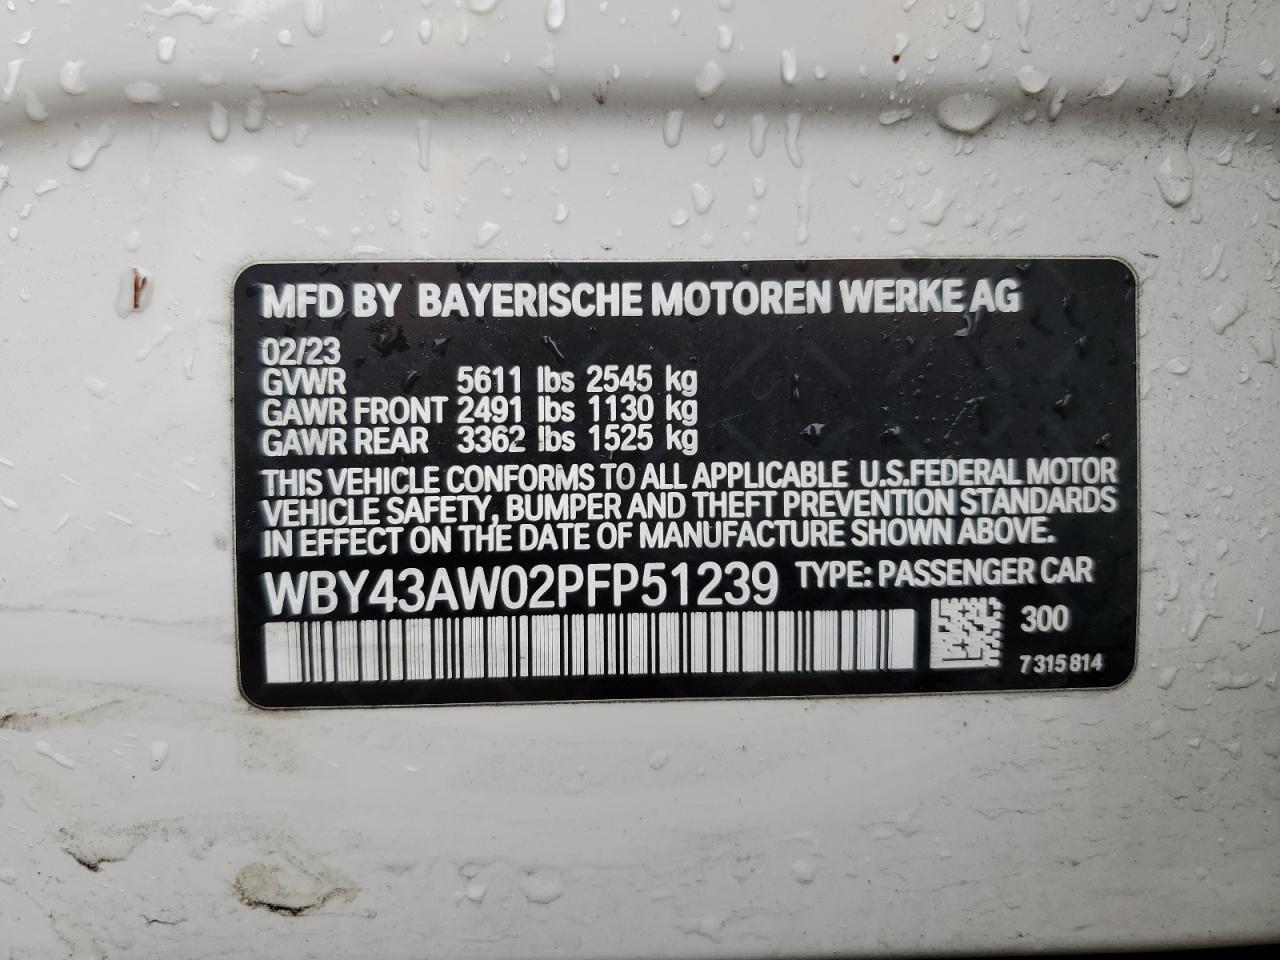 MFD BY BAYERISCHE MOTOREN WERKE AG
02/23
GVWR 5611 lbs 2545 kg
GAWR FRONT 2491 lbs 1130 kg
GAWR REAR 3362 lbs 1525 kg
THIS VEHICLE CONFORMS TO ALL APPLICABLE U.S.FEDERAL MOTOR
VEHICLE SAFETY, BUMPER AND THEFT PREVENTION STANDARDS
IN EFFECT ON THE DATE OF MANUFACTURE SHOWN ABOVE.
WBY43AW02PFP51239 TYPE: PASSENGER CAR
300
7 315 814